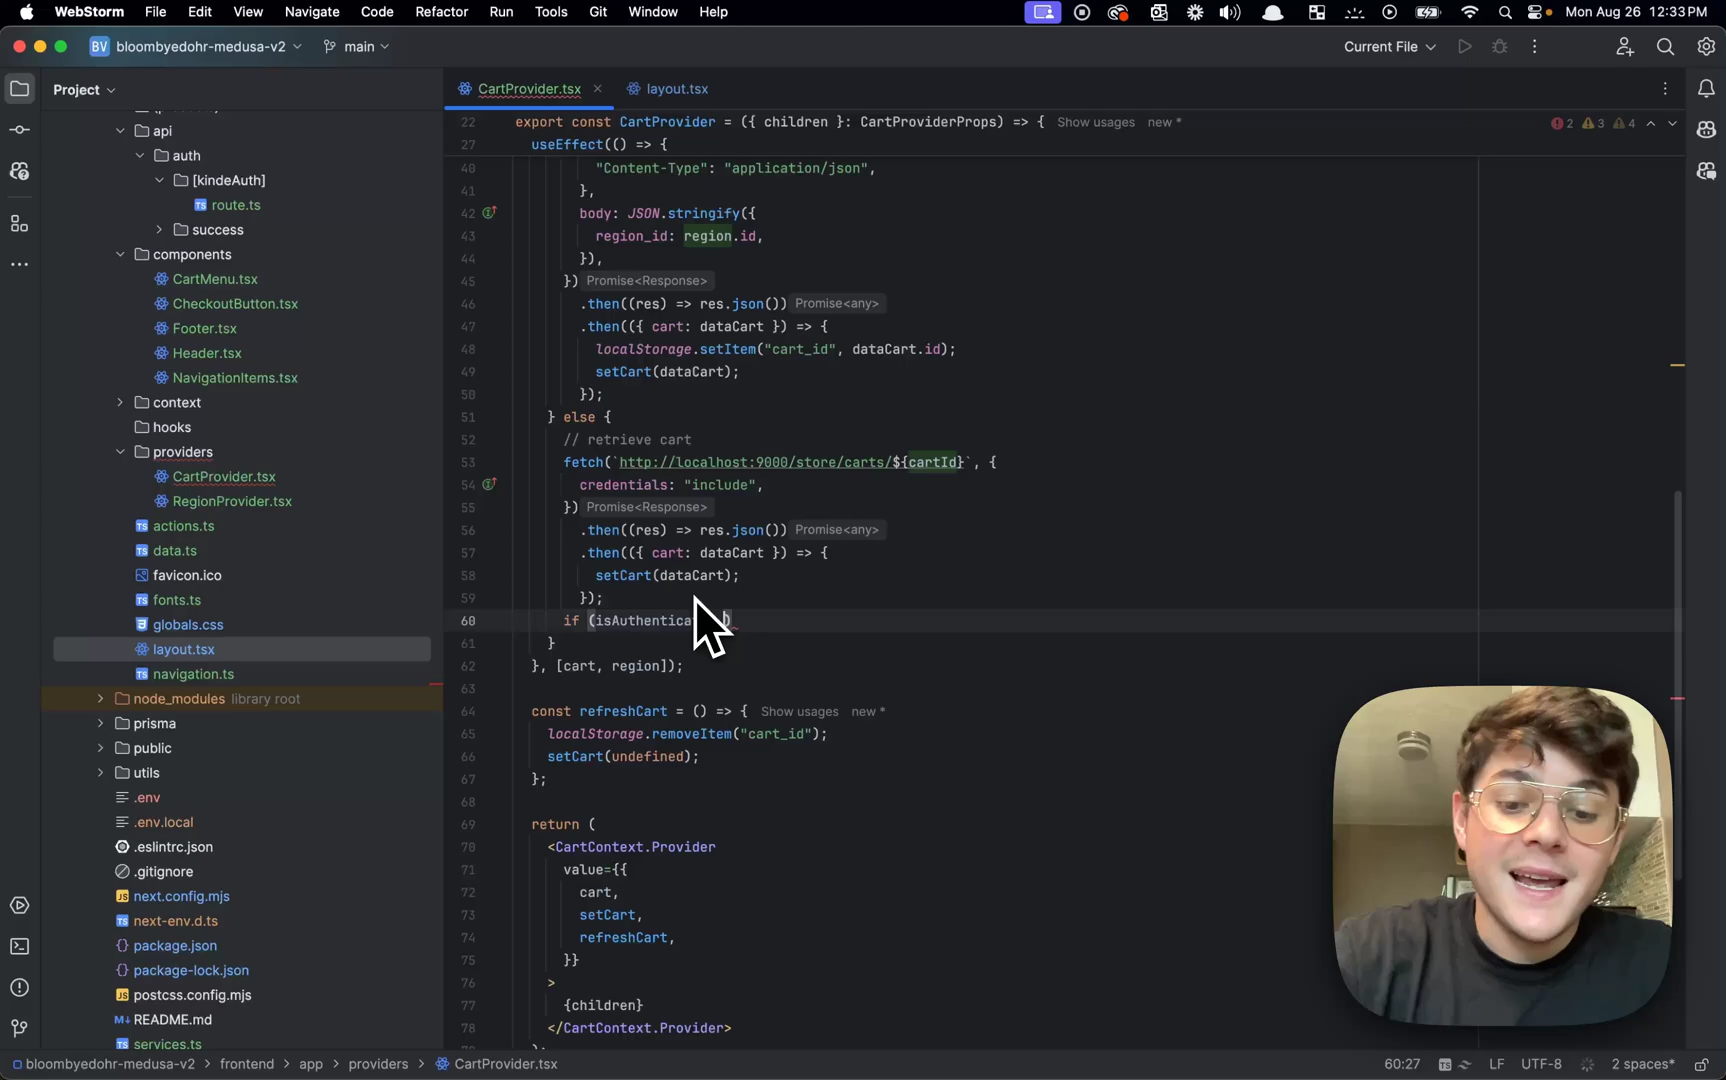 WebStorm File Edit View Navigate Code Refactor Run Tools Git Window Help Mon Aug 26 12:33 PM
BV bloombyedohr-medusa-v2 main Current File
Project
CartProvider.tsx
layout.tsx
api
auth
[kindeAuth]
route.ts
success
components
CartMenu.tsx
CheckoutButton.tsx
Footer.tsx
Header.tsx
NavigationItems.tsx
context
hooks
providers
CartProvider.tsx
RegionProvider.tsx
actions.ts
data.ts
favicon.ico
fonts.ts
globals.css
layout.tsx
navigation.ts
node_modules library root
prisma
public
utils
.env
.env.local
.eslintrc.json
.gitignore
next.config.mjs
next-env.d.ts
package.json
package-lock.json
postcss.config.mjs
README.md
services.ts
22 export const CartProvider = ({ children }: CartProviderProps) => { Show usages new *
2 3 4
27 useEffect(() => {
40 "Content-Type": "application/json",
41 },
42 body: JSON.stringify({
43 region_id: region.id,
44 }),
45 }) Promise<Response>
46 .then((res) => res.json()) Promise<any>
47 .then(({ cart: dataCart }) => {
48 localStorage.setItem("cart_id", dataCart.id);
49 setCart(dataCart);
50 });
51 } else {
52 // retrieve cart
53 fetch(`http://localhost:9000/store/carts/${cartId}`, {
54 credentials: "include",
55 }) Promise<Response>
56 .then((res) => res.json()) Promise<any>
57 .then(({ cart: dataCart }) => {
58 setCart(dataCart);
59 });
60 if (isAuthentica )
61 }
62 }, [cart, region]);
63
64 const refreshCart = () => { Show usages new *
65 localStorage.removeItem("cart_id");
66 setCart(undefined);
67 };
68
69 return (
70 <CartContext.Provider
71 value={{
72 cart,
73 setCart,
74 refreshCart,
75 }}
76 >
77 {children}
78 </CartContext.Provider>
bloombyedohr-medusa-v2 > frontend > app > providers > CartProvider.tsx 60:27 LF UTF-8 2 spaces*